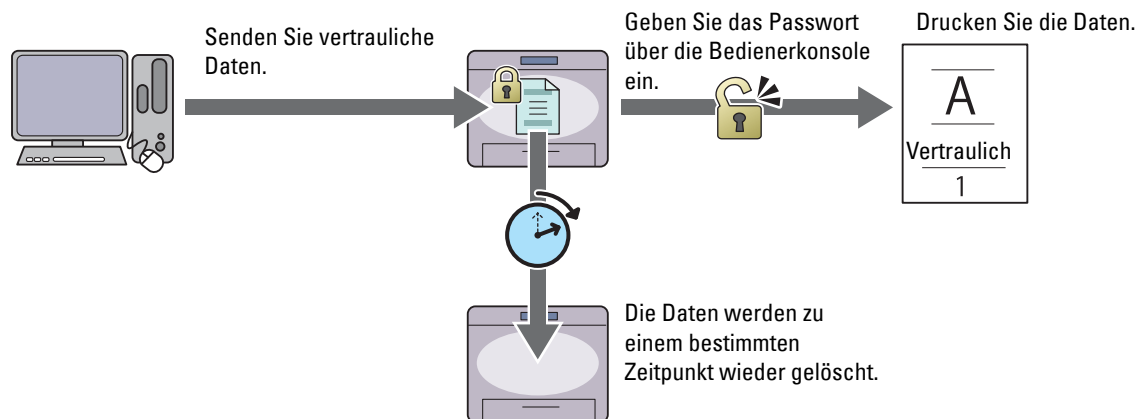 Senden Sie vertrauliche
Daten.
Geben Sie das Passwort
über die Bedienerkonsole
ein.
Drucken Sie die Daten.
A
Vertraulich
1
Die Daten werden zu
einem bestimmten
Zeitpunkt wieder gelöscht.